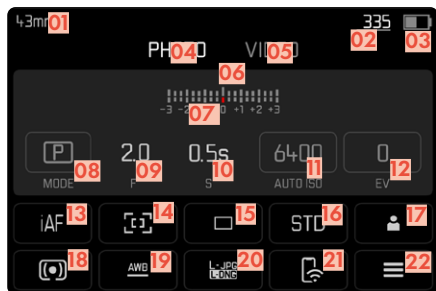 43mm 01 335 02 03
PHOTO 04 VIDEO 05
06
-3 -2 07 0 +1 +2 +3
P 08 2.0 09 0.5s 10 6400 11 0 12
MODE F S AUTO ISO EV
iAF 13 14 15 STD 16 17
18 AWB 19 L-JPG L-DNG 20 21 22